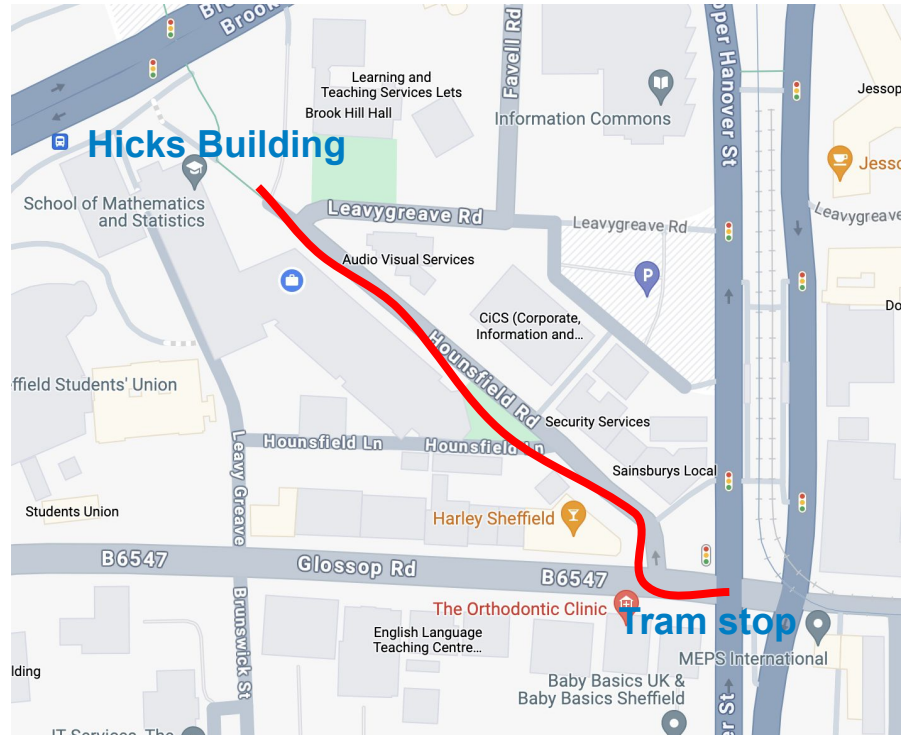 Bro
Brook
Learning and
Teaching Services Lets
Brook Hill Hall
Favell Rd
Information Commons
pper Hanover St
Jessop
Jesso
Hicks Building
School of Mathematics
and Statistics
Leavygreave Rd
Leavygreave Rd
Leavygreave
Audio Visual Services
P
Do
CiCS (Corporate,
Information and...
Hounsfield Rd
ffield Students' Union
Security Services
Hounsfield Ln
Hounsfield Ln
Sainsburys Local
Leavy Greave
Students Union
Harley Sheffield
B6547
Glossop Rd
B6547
The Orthodontic Clinic
Tram stop
Brunswick St
English Language
Teaching Centre...
MEPS International
lding
Baby Basics UK &
Baby Basics Sheffield
er St
IT Services, The